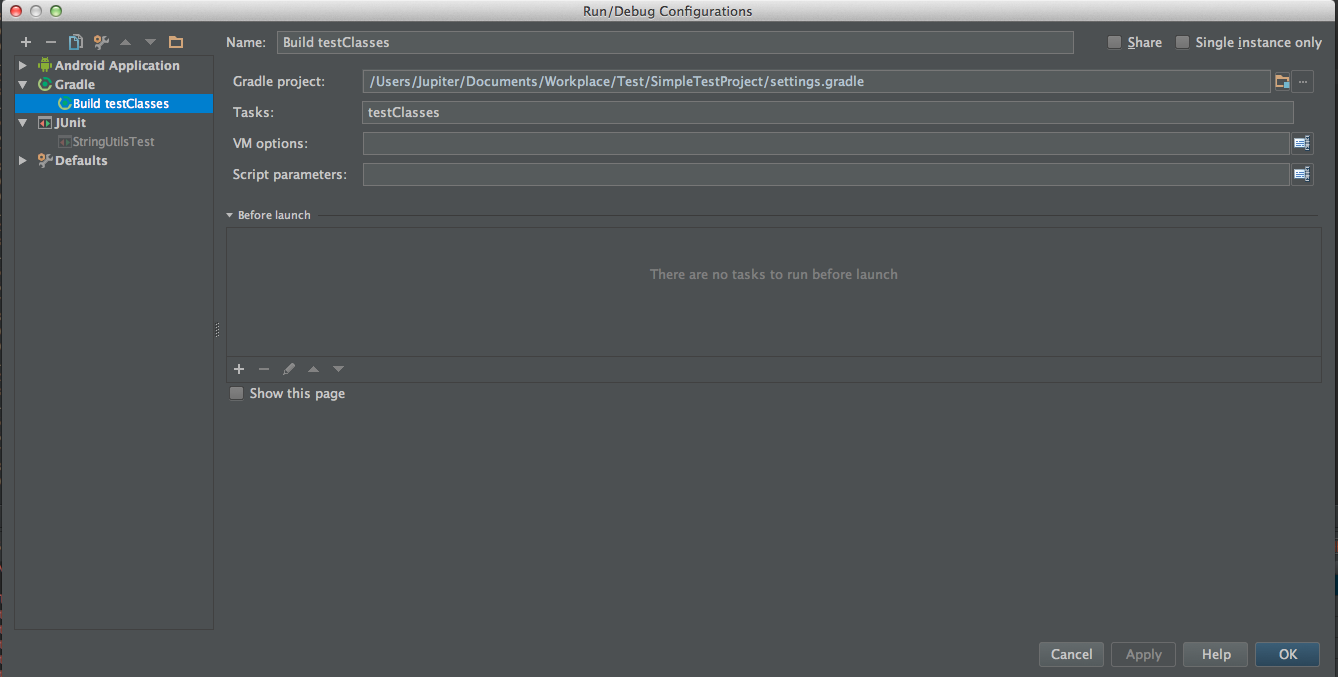 Run/Debug Configurations
Name: Build testClasses Share Single instance only
Android Application
Gradle
Build testClasses
JUnit
StringUtilsTest
Defaults
Gradle project: /Users/Jupiter/Documents/Workplace/Test/SimpleTestProject/settings.gradle ...
Tasks: testClasses
VM options:
Script parameters:
Before launch
There are no tasks to run before launch
Show this page
Cancel Apply Help OK